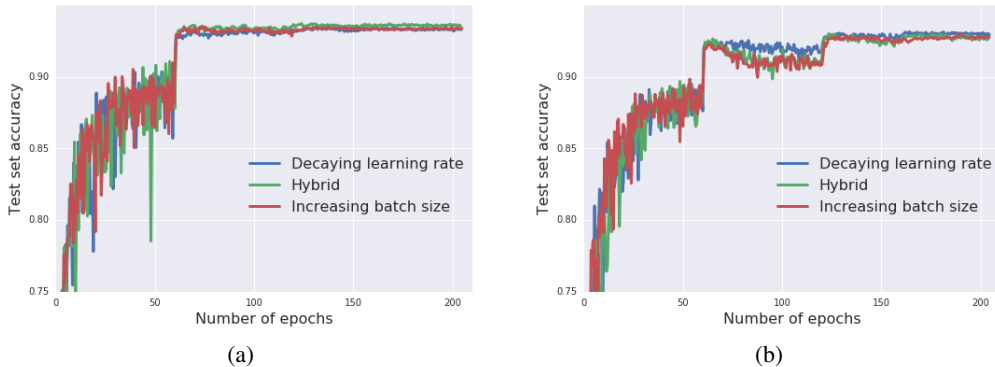 0.90
0.85
0.80
0.75
Test set accuracy
Decaying learning rate
Hybrid
Increasing batch size
0 50 100 150 200
Number of epochs
(a)
0.90
0.85
0.80
0.75
Test set accuracy
Decaying learning rate
Hybrid
Increasing batch size
0 50 100 150 200
Number of epochs
(b)